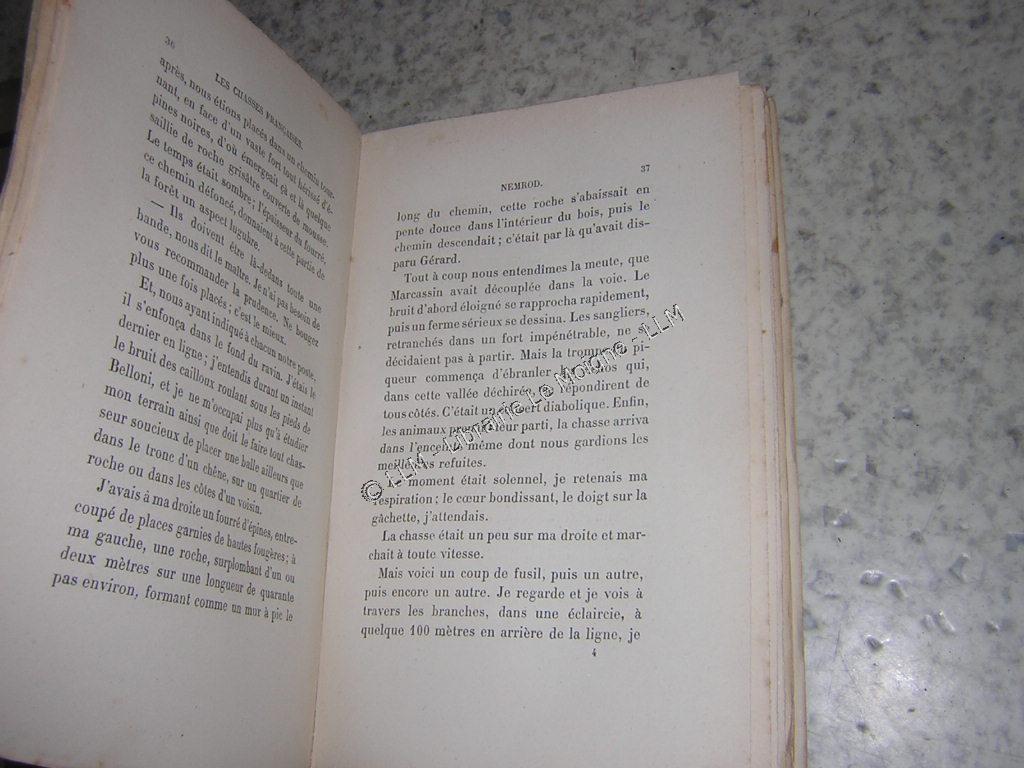 36
LES CHASSES FRANÇAISES.
après, nous étions placés dans un chemin tour-
nant, en face d'un vaste fort tout hérissé d'é-
pines noires, d'où émergeait çà et là quelque
saillie de roche grisâtre couverte de mousse.
Le temps était sombre; l'épaisseur du fourré,
ce chemin défoncé, donnaient à cette partie de
la forêt un aspect lugubre.
— Ils doivent être là-dedans toute une
bande, nous dit le maître. Je n'ai pas besoin de
vous recommander la prudence. Ne bougez
plus une fois placés; c'est le mieux.
Et, nous ayant indiqué à chacun notre poste,
il s'enfonça dans le fond du ravin. J'étais le
dernier en ligne; j'entendis durant un instant
le bruit des cailloux roulant sous les pieds de
Belloni, et je ne m'occupai plus qu'à étudier
mon terrain ainsi que doit le faire tout chas-
seur soucieux de placer une balle ailleurs que
dans le tronc d'un chêne, sur un quartier de
roche ou dans les côtes d'un voisin.
J'avais à ma droite un fourré d'épines, entre-
coupé de places garnies de hautes fougères; à
ma gauche, une roche, surplombant d'un ou
deux mètres sur une longueur de quarante
pas environ, formant comme un mur à pic le
37
NEMROD.
long du chemin, cette roche s'abaissait en
pente douce dans l'intérieur du bois, puis le
chemin descendait; c'était par là qu'avait dis-
paru Gérard.
Tout à coup nous entendîmes la meute, que
Marcassin avait découplée dans la voie. Le
bruit d'abord éloigné se rapprocha rapidement,
puis un ferme sérieux se dessina. Les sangliers,
retranchés dans un fort impénétrable, ne se
décidaient pas à partir. Mais la trompe du pi-
queur commença d'ébranler les échos qui,
dans cette vallée déchirée, répondirent de
tous côtés. C'était un concert diabolique. Enfin,
les animaux prenant leur parti, la chasse arriva
dans l'enceinte même dont nous gardions les
meilleures refuites.
Le moment était solennel, je retenais ma
respiration; le cœur bondissant, le doigt sur la
gâchette, j'attendais.
La chasse était un peu sur ma droite et mar-
chait à toute vitesse.
Mais voici un coup de fusil, puis un autre,
puis encore un autre. Je regarde et je vois à
travers les branches, dans une éclaircie, à
quelque 100 mètres en arrière de la ligne, je
4
© LLM - Librairie Le Moigne - LLM